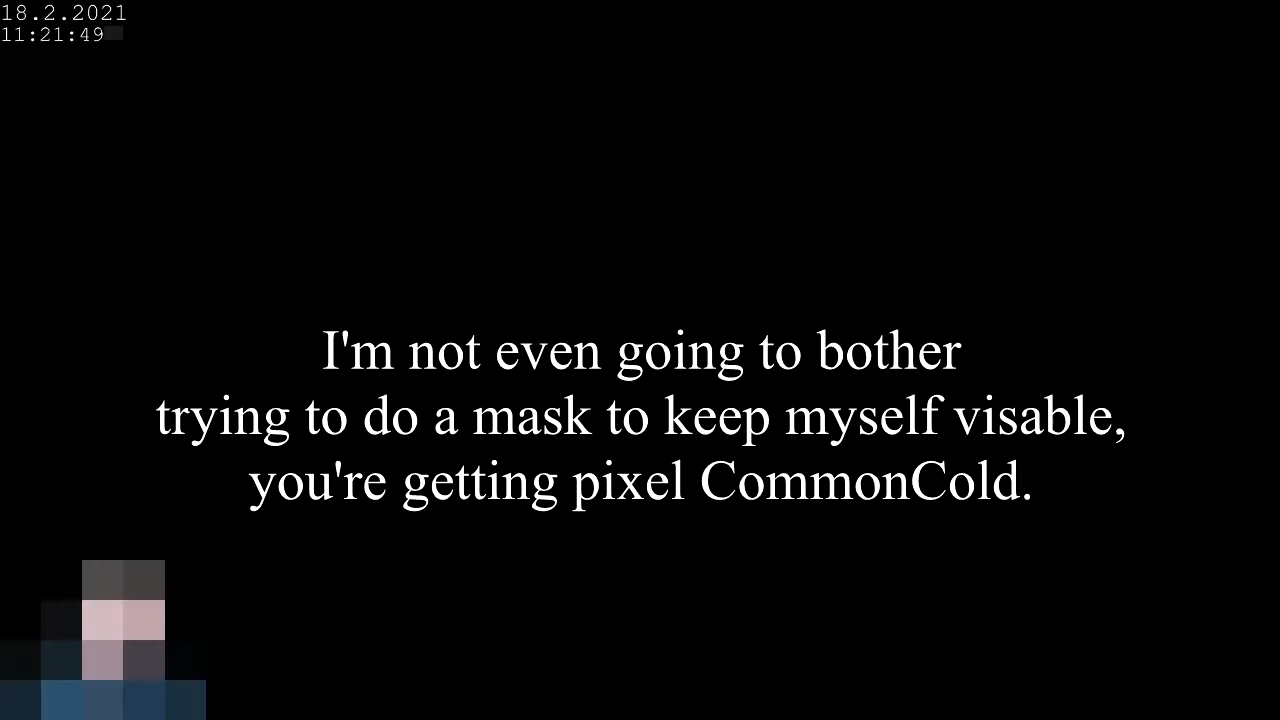 18.2.2021
11:21:49
I'm not even going to bother
trying to do a mask to keep myself visable,
you're getting pixel CommonCold.